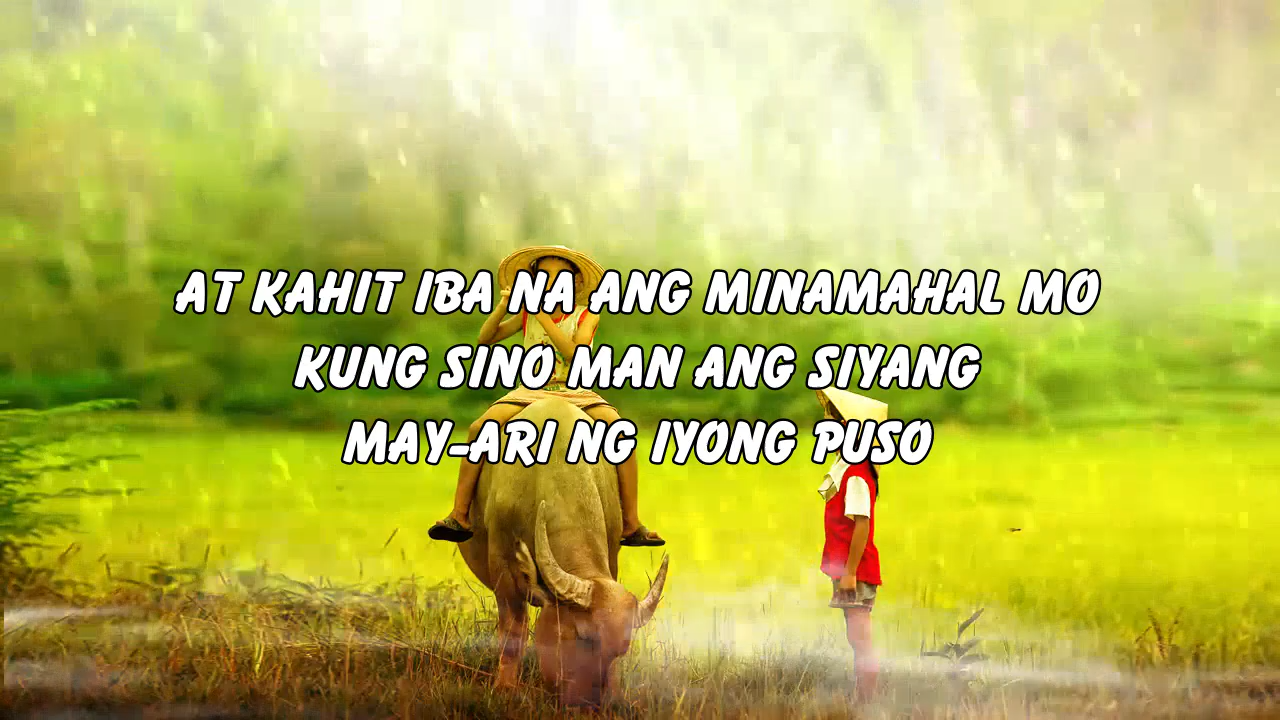 AT KAHIT IBA NA ANG MINAMAHAL MO
KUNG SINO MAN ANG SIYANG
MAY-ARI NG IYONG PUSO